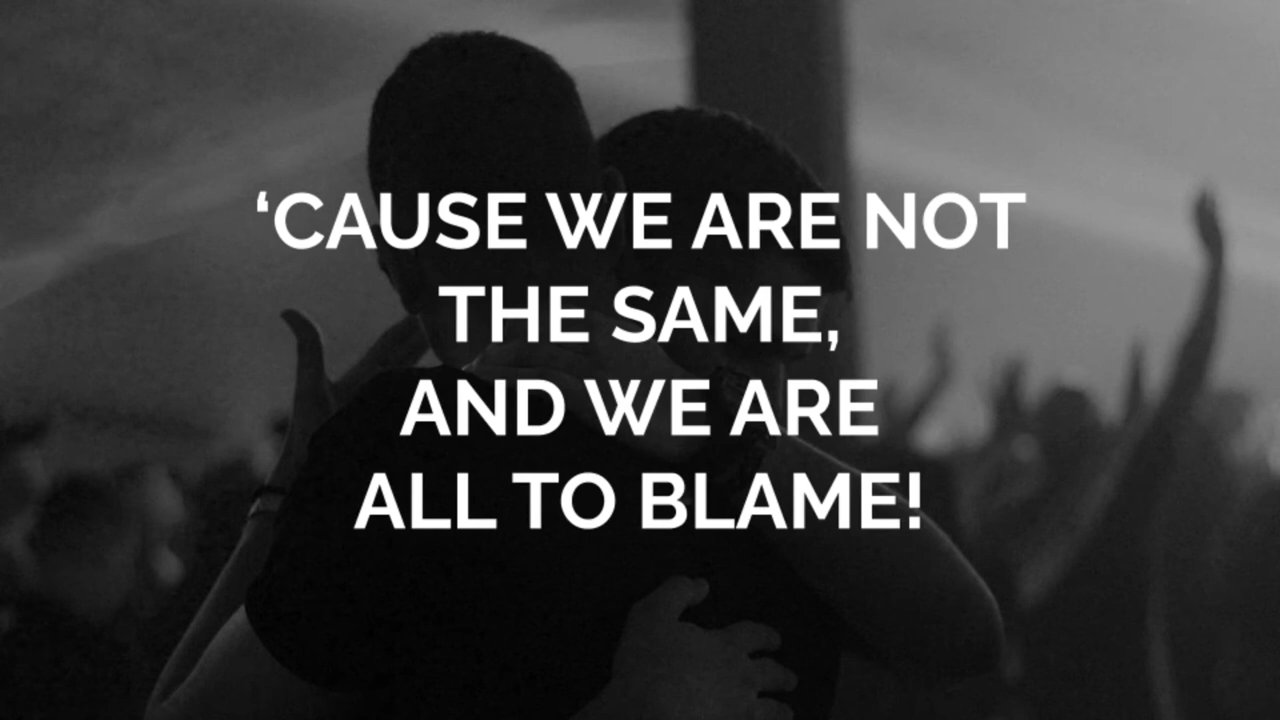 ‘CAUSE WE ARE NOT
THE SAME,
AND WE ARE
ALL TO BLAME!